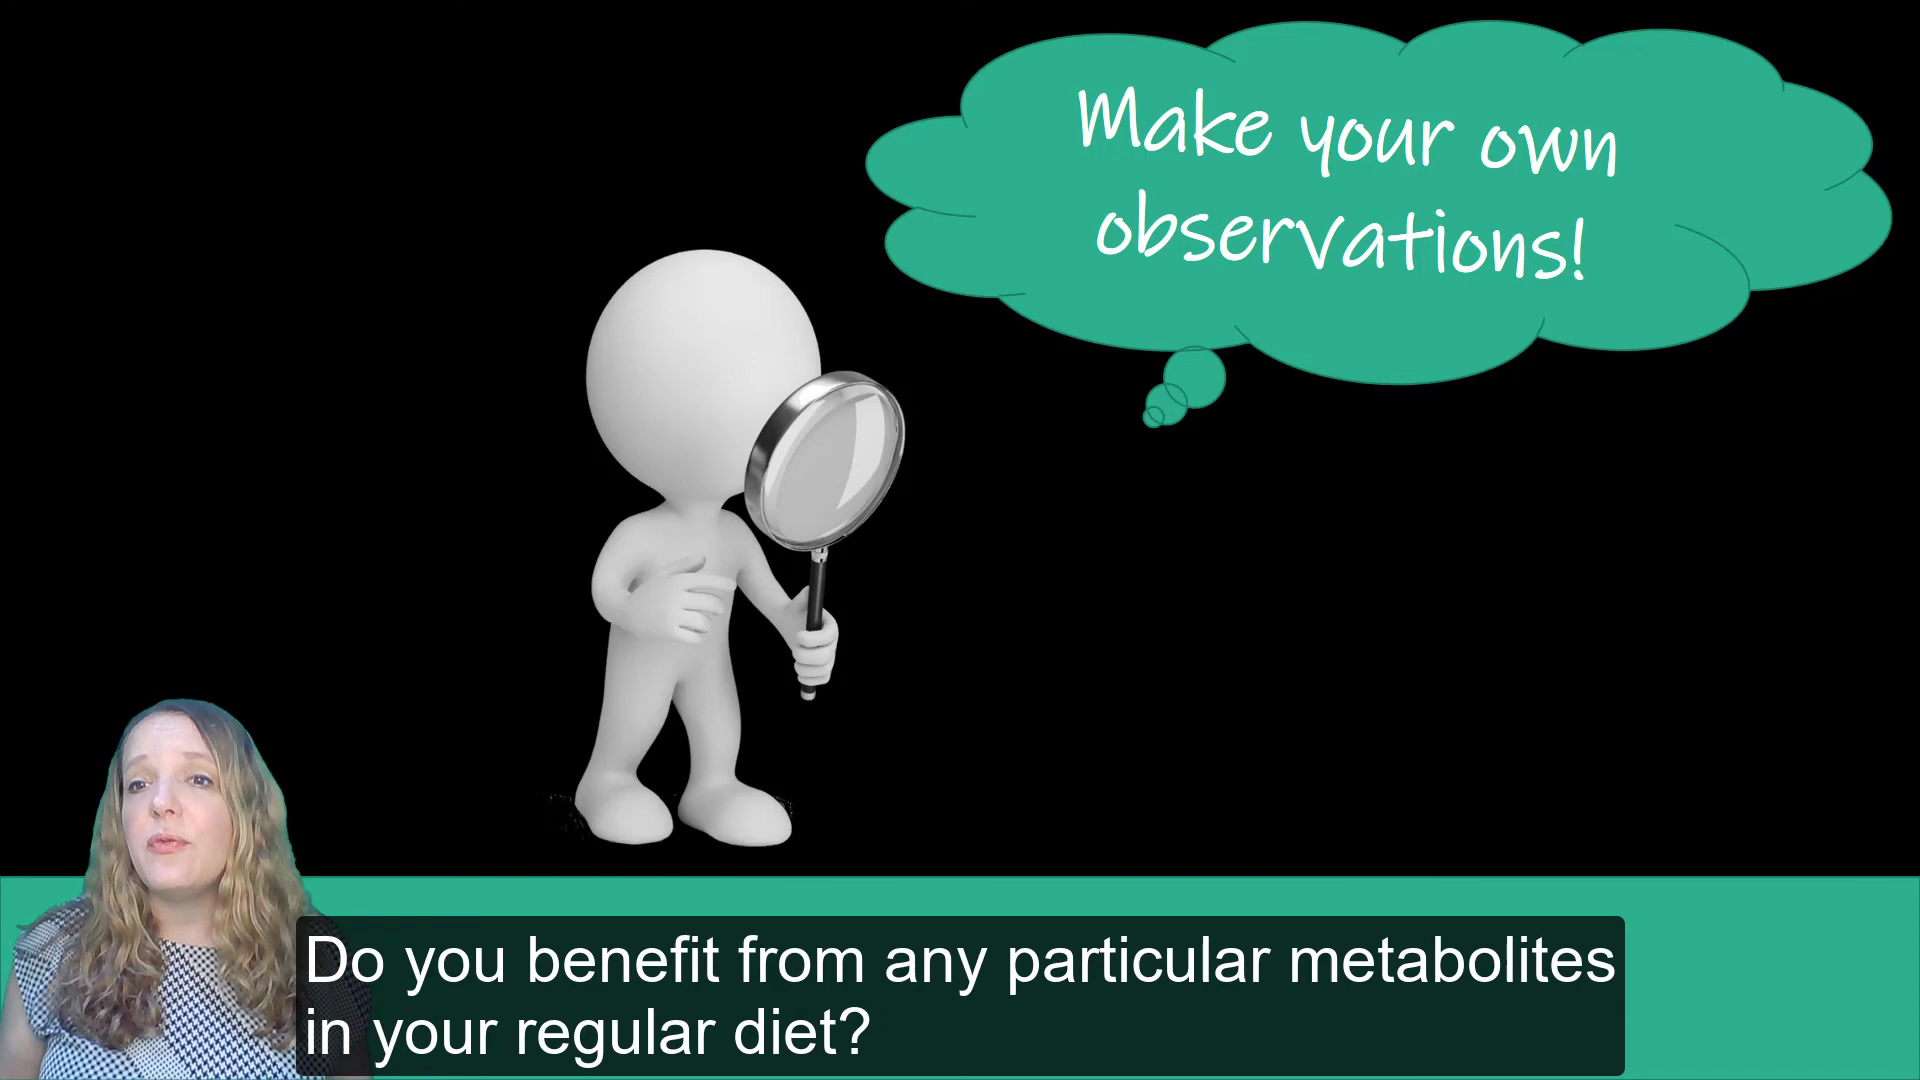 Make your own
observations!
Do you benefit from any particular metabolites
in your regular diet?